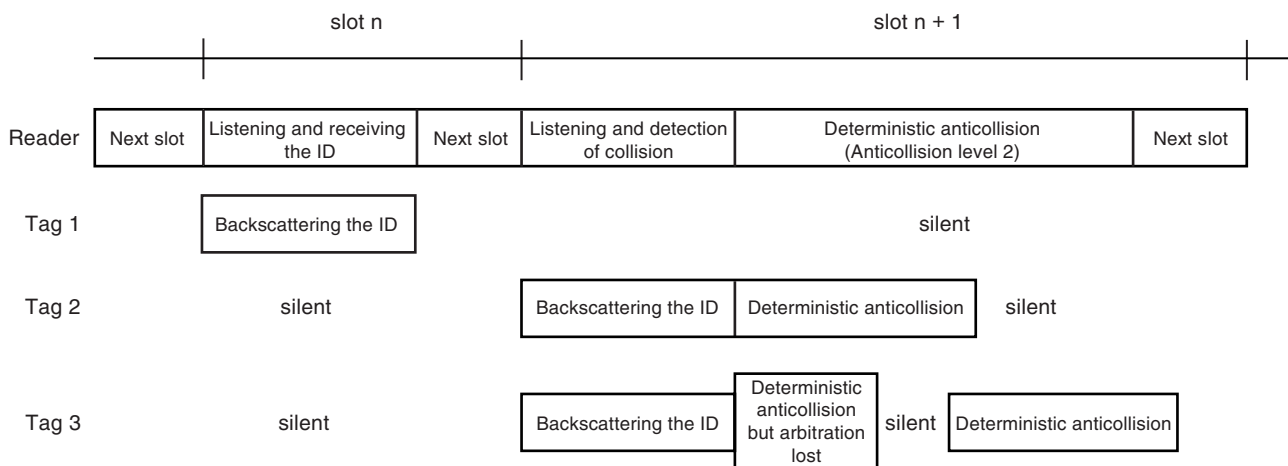 slot n
slot n + 1
Reader
Next slot
Listening and receiving
the ID
Next slot
Listening and detection
of collision
Deterministic anticollision
(Anticollision level 2)
Next slot
Tag 1
Backscattering the ID
silent
Tag 2
silent
Backscattering the ID
Deterministic anticollision
silent
Tag 3
silent
Backscattering the ID
Deterministic
anticollision
but arbitration
lost
silent
Deterministic anticollision